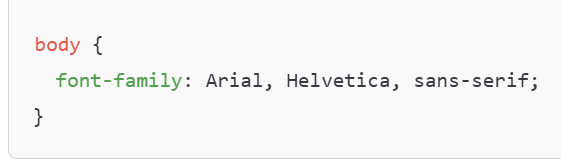 body {
  font-family: Arial, Helvetica, sans-serif;
}